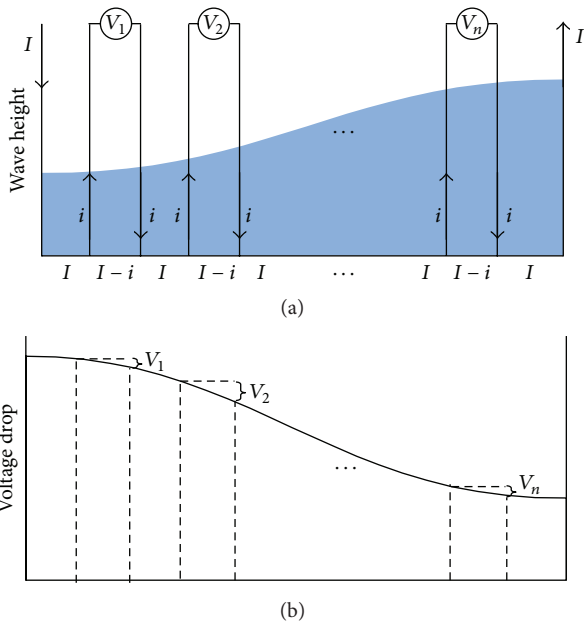 V1 V2 Vn
I I
Wave height
...
i i i i i i
I I – i I I – i I ... I I – i I
(a)
Voltage drop
V1
V2
...
Vn
(b)